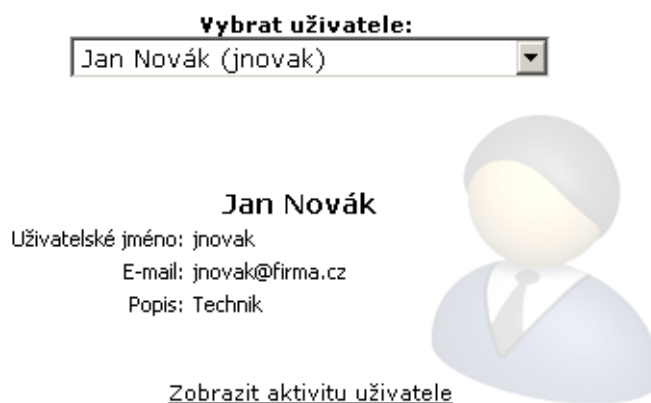 Vybrat uživatele:
Jan Novák (jnovak)
Jan Novák
Uživatelské jméno: jnovak
E-mail: jnovak@firma.cz
Popis: Technik
Zobrazit aktivitu uživatele